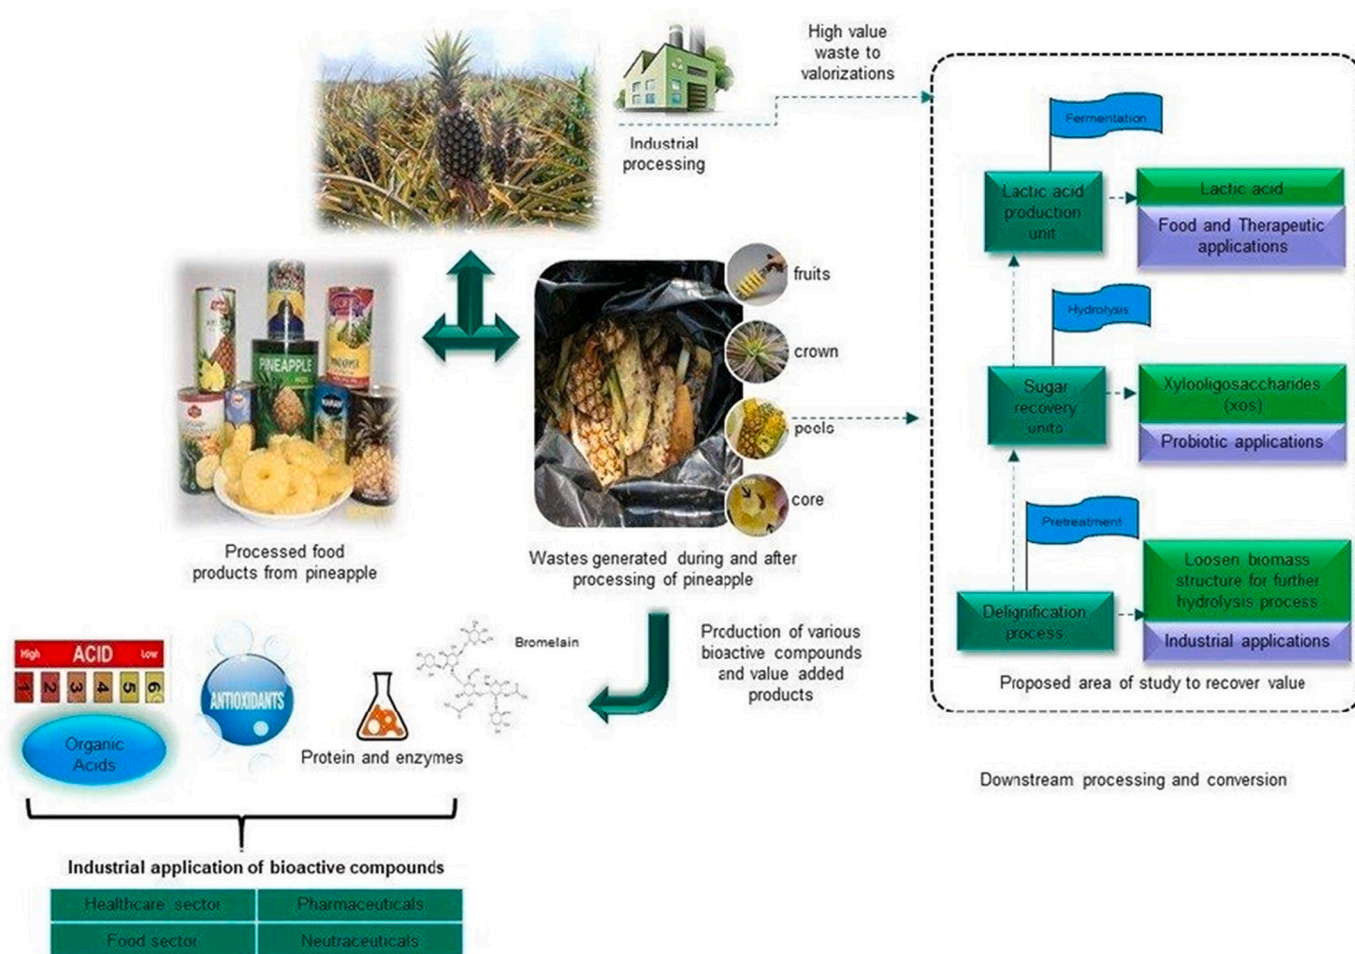 High value
waste to
valorizations
Industrial
processing
Fermentation
Lactic acid
production
unit
Lactic acid
Food and Therapeutic
applications
fruits
crown
peels
core
Hydrolysis
Sugar
recovery
units
Xylooligosaccharides
(xos)
Probiotic applications
PINEAPPLE
Processed food
products from pineapple
Wastes generated during and after
processing of pineapple
Pretreatment
Delignification
process
Loosen biomass
structure for further
hydrolysis process
Industrial applications
Proposed area of study to recover value
Downstream processing and conversion
Production of various
bioactive compounds
and value added
products
High ACID Low
1 2 3 4 5 6
Organic
Acids
ANTIOXIDANTS
Bromelain
Protein and enzymes
Industrial application of bioactive compounds
Healthcare sector
Pharmaceuticals
Food sector
Neutraceuticals